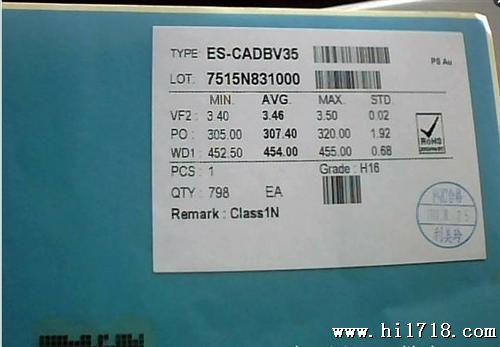 TYPE: ES-CADBV35
PS Au
LOT: 7515N831000
MIN. AVG. MAX. STD.
VF2 : 3.40 3.46 3.50 0.02
PO : 305.00 307.40 320.00 1.92
WD1 : 452.50 454.00 455.00 0.68
RoHS
PCS : 1 Grade : H16
QTY : 798 EA
Remark : Class1N
www.hi1718.com